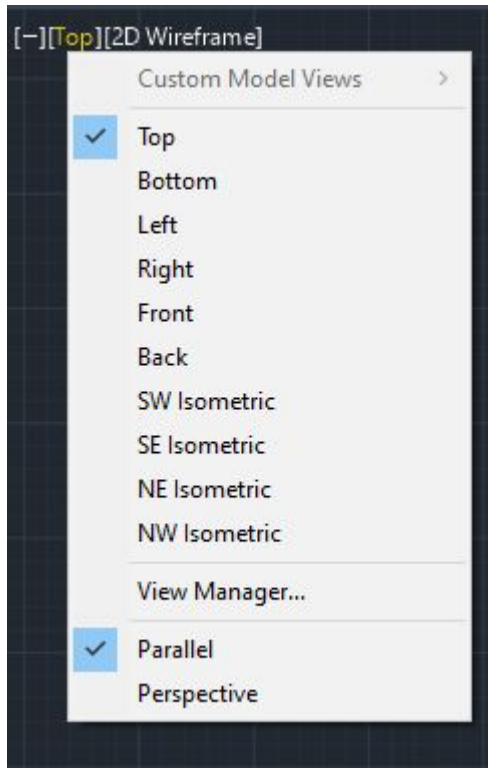 [−][Top][2D Wireframe]
Custom Model Views
Top
Bottom
Left
Right
Front
Back
SW Isometric
SE Isometric
NE Isometric
NW Isometric
View Manager...
Parallel
Perspective